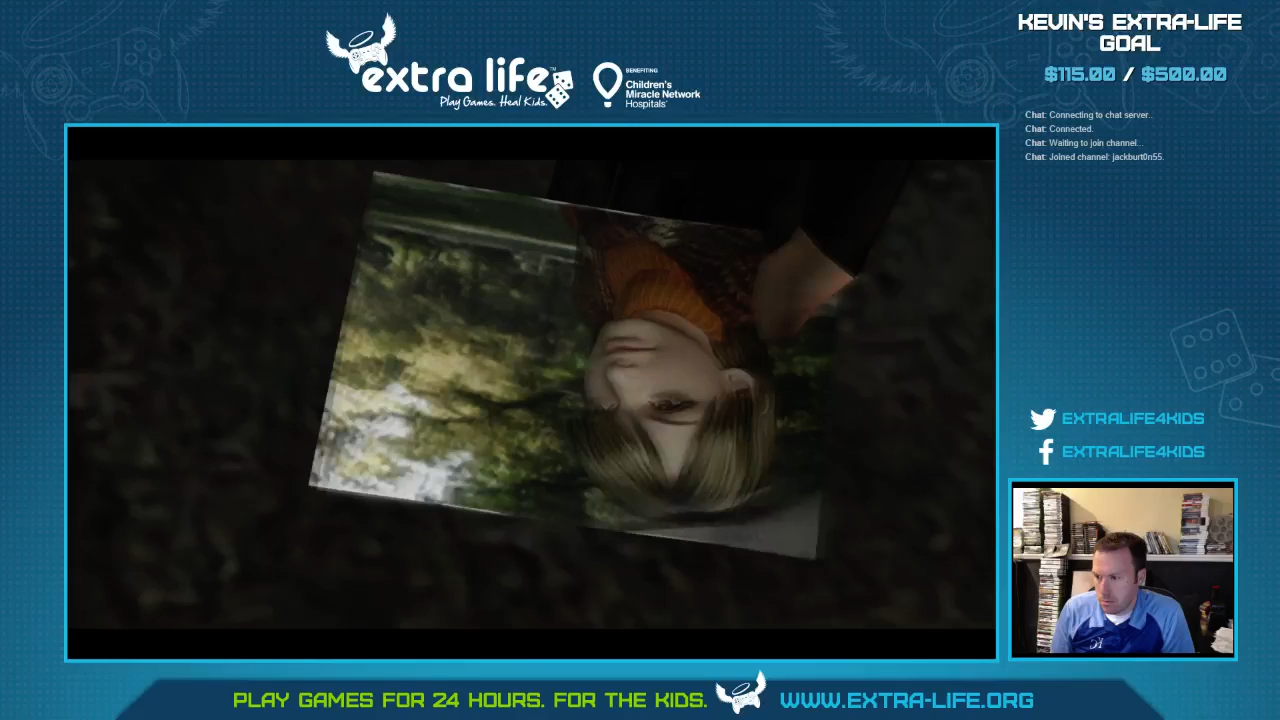 KEVIN'S EXTRA-LIFE
GOAL
$115.00 / $500.00
extra life™
Play Games. Heal Kids.
BENEFITING
Children's
Miracle Network
Hospitals®
Chat: Connecting to chat server..
Chat: Connected.
Chat: Waiting to join channel...
Chat: Joined channel: jackburt0n55.
EXTRALIFE4KIDS
EXTRALIFE4KIDS
KC
PLAY GAMES FOR 24 HOURS. FOR THE KIDS.
WWW.EXTRA-LIFE.ORG